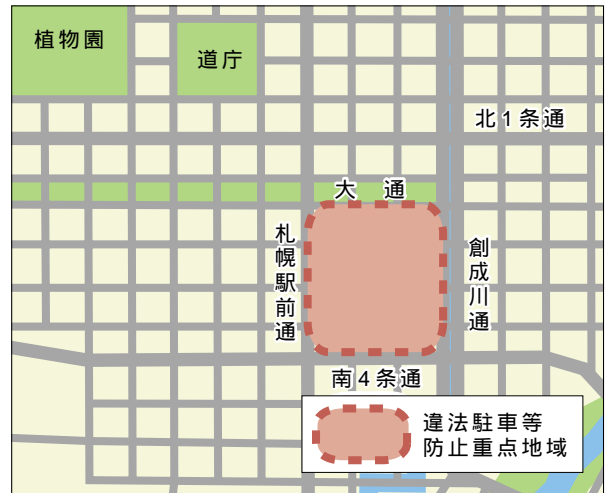 植物園
道庁
北1条通
大通
札幌駅前通
創成川通
南4条通
違法駐車等
防止重点地域